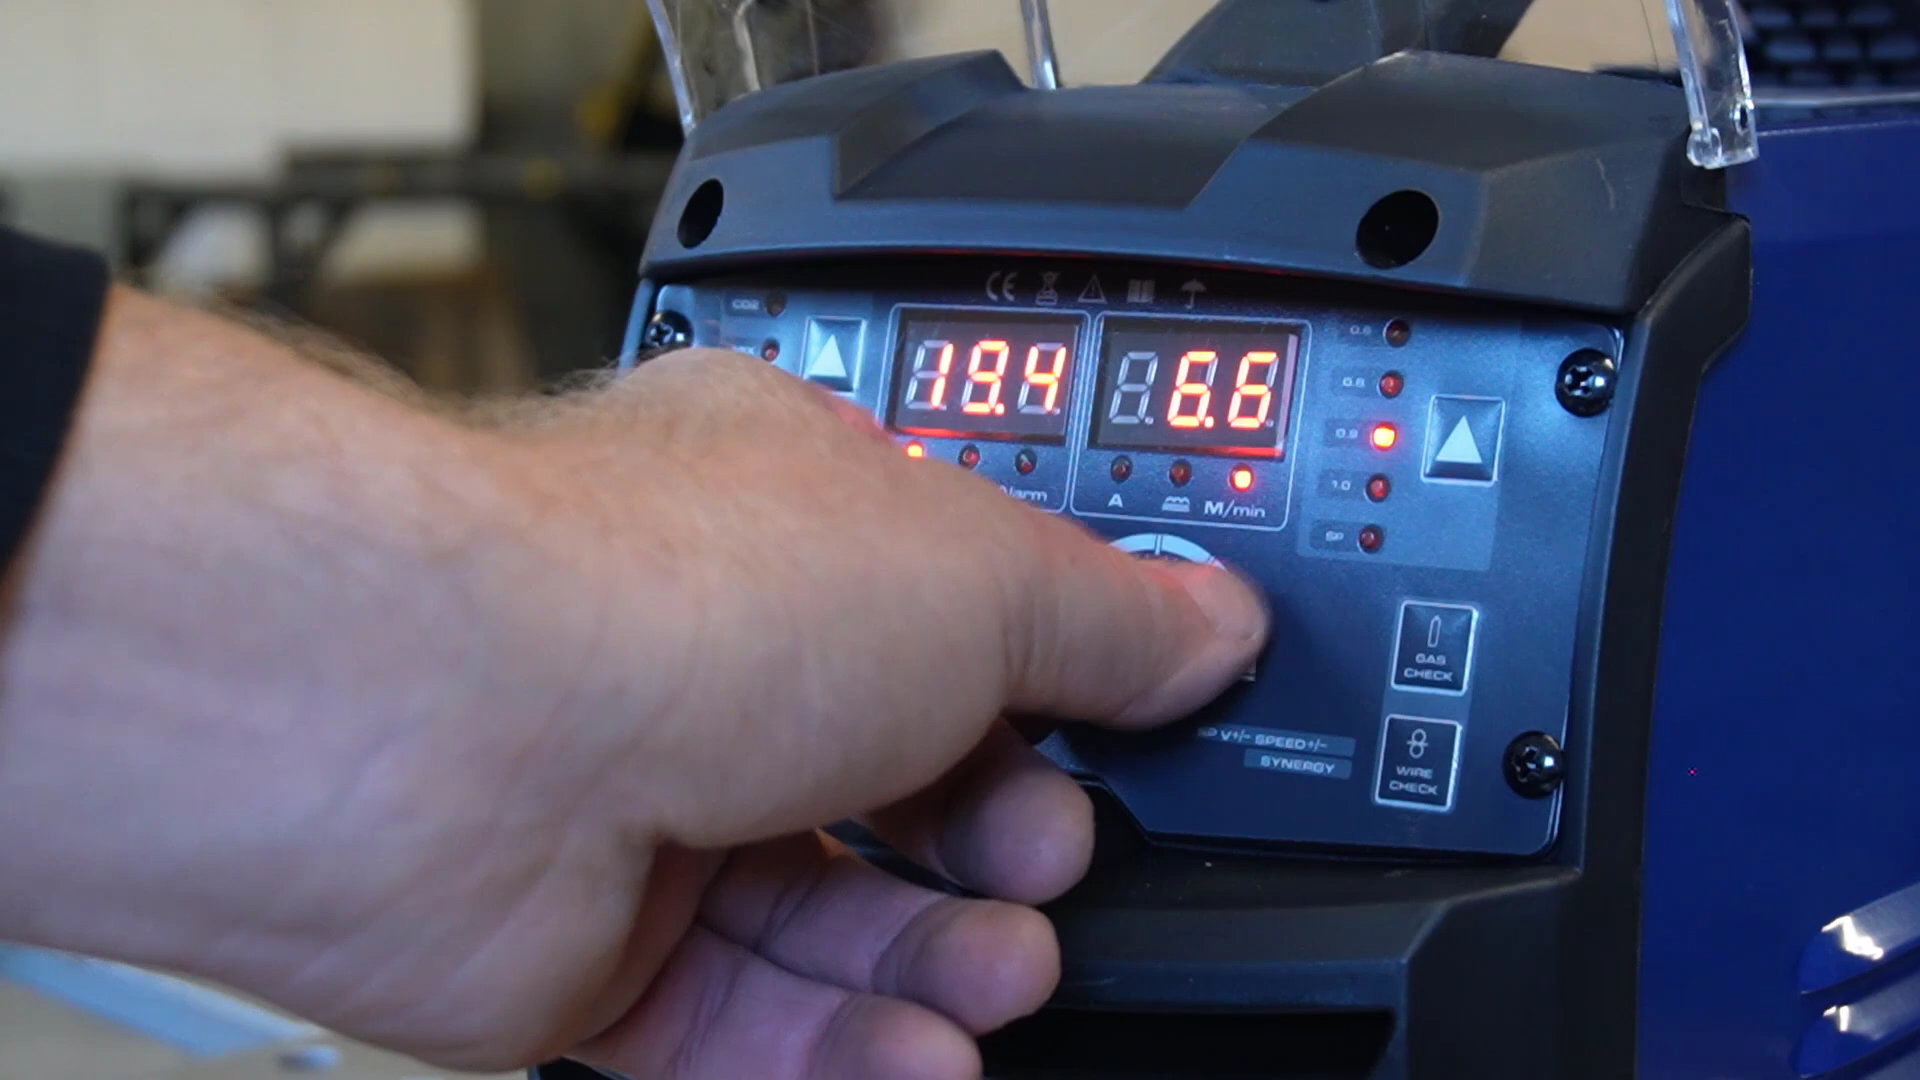 CE
CO2
19.4
6.6
0.6
0.8
0.9
1.0
SP
A
M/min
GAS
CHECK
V+/- SPEED+/-
SYNERGY
WIRE
CHECK